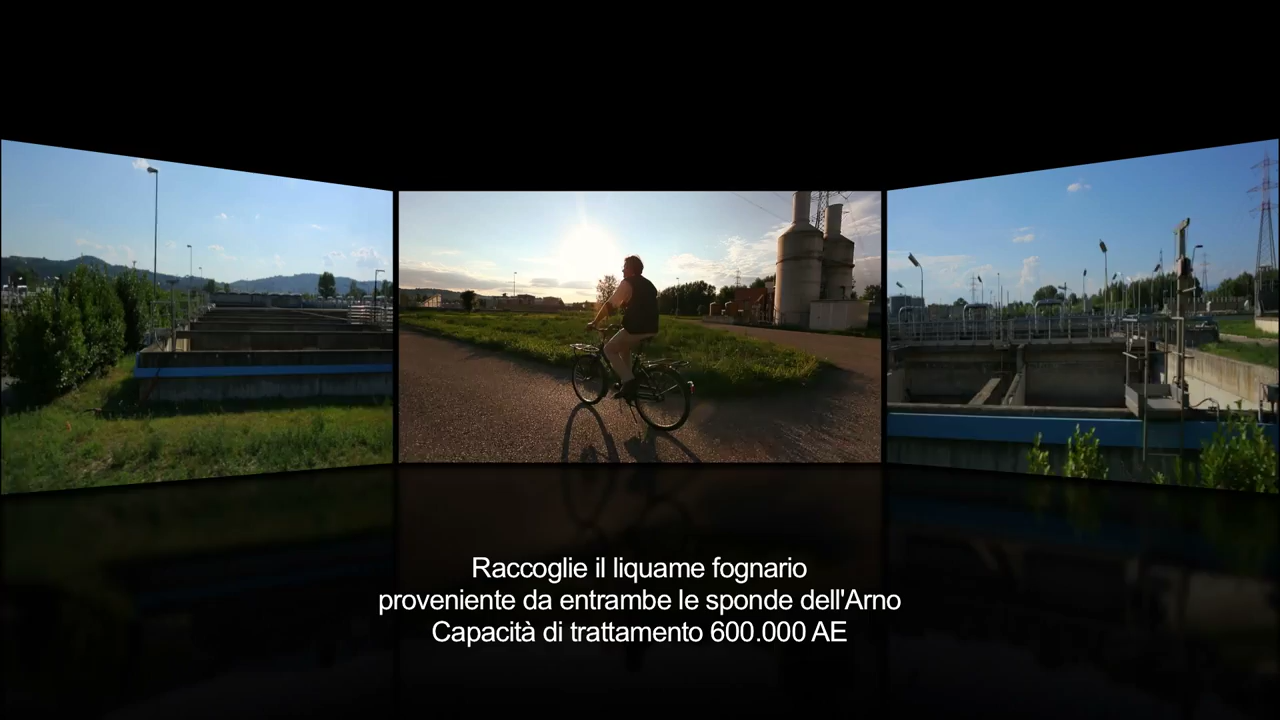 Raccoglie il liquame fognario
proveniente da entrambe le sponde dell'Arno
Capacità di trattamento 600.000 AE